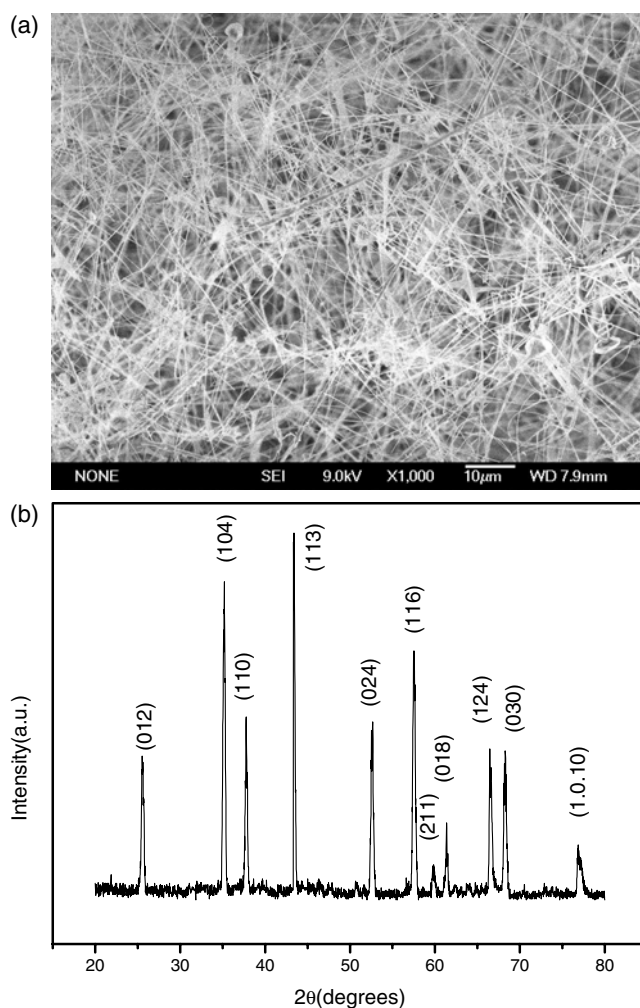 (a)
NONE SEI 9.0kV X1,000 10μm WD 7.9mm
(b)
Intensity(a.u.)
(012)
(104)
(110)
(113)
(024)
(116)
(211)
(018)
(124)
(030)
(1.0.10)
20 30 40 50 60 70 80
2θ(degrees)